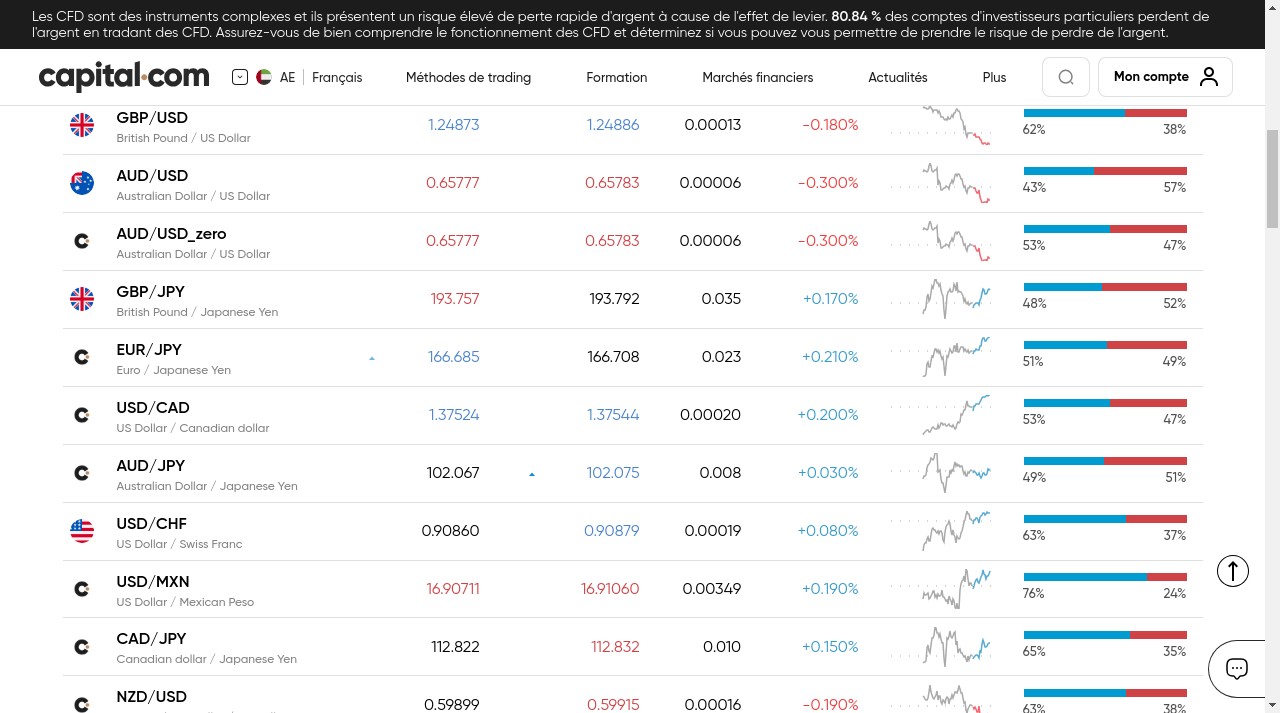 Les CFD sont des instruments complexes et ils présentent un risque élevé de perte rapide d'argent à cause de l'effet de levier. 80.84 % des comptes d'investisseurs particuliers perdent de
l'argent en tradant des CFD. Assurez-vous de bien comprendre le fonctionnement des CFD et déterminez si vous pouvez vous permettre de prendre le risque de perdre de l'argent.
capital.com AE Français Méthodes de trading Formation Marchés financiers Actualités Plus Mon compte
GBP/USD 1.24873 1.24886 0.00013 -0.180% 62% 38%
British Pound / US Dollar
AUD/USD 0.65777 0.65783 0.00006 -0.300% 43% 57%
Australian Dollar / US Dollar
AUD/USD_zero 0.65777 0.65783 0.00006 -0.300% 53% 47%
Australian Dollar / US Dollar
GBP/JPY 193.757 193.792 0.035 +0.170% 48% 52%
British Pound / Japanese Yen
EUR/JPY 166.685 166.708 0.023 +0.210% 51% 49%
Euro / Japanese Yen
USD/CAD 1.37524 1.37544 0.00020 +0.200% 53% 47%
US Dollar / Canadian dollar
AUD/JPY 102.067 102.075 0.008 +0.030% 49% 51%
Australian Dollar / Japanese Yen
USD/CHF 0.90860 0.90879 0.00019 +0.080% 63% 37%
US Dollar / Swiss Franc
USD/MXN 16.90711 16.91060 0.00349 +0.190% 76% 24%
US Dollar / Mexican Peso
CAD/JPY 112.822 112.832 0.010 +0.150% 65% 35%
Canadian dollar / Japanese Yen
NZD/USD 0.59899 0.59915 0.00016 -0.190% 63% 38%